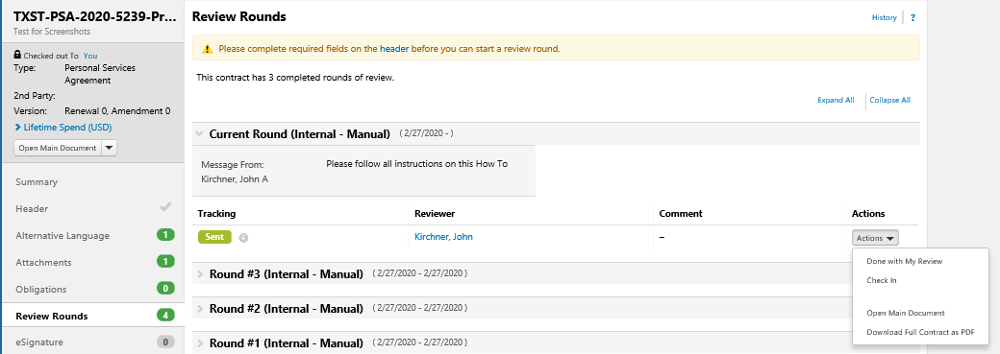 TXST-PSA-2020-5239-Pr...
Test for Screenshots
Checked out To You
Type: Personal Services Agreement
2nd Party:
Version: Renewal 0, Amendment 0
Lifetime Spend (USD)
Open Main Document
Summary
Header
Alternative Language 1
Attachments 1
Obligations 0
Review Rounds 4
eSignature 0
Review Rounds
History ?
Please complete required fields on the header before you can start a review round.
This contract has 3 completed rounds of review.
Expand All Collapse All
Current Round (Internal - Manual) ( 2/27/2020 - )
Message From: Please follow all instructions on this How To
Kirchner, John A
Tracking Reviewer Comment Actions
Sent Kirchner, John – Actions
Done with My Review
Check In
Open Main Document
Download Full Contract as PDF
Round #3 (Internal - Manual) ( 2/27/2020 - 2/27/2020 )
Round #2 (Internal - Manual) ( 2/27/2020 - 2/27/2020 )
Round #1 (Internal - Manual) ( 2/27/2020 - 2/27/2020 )